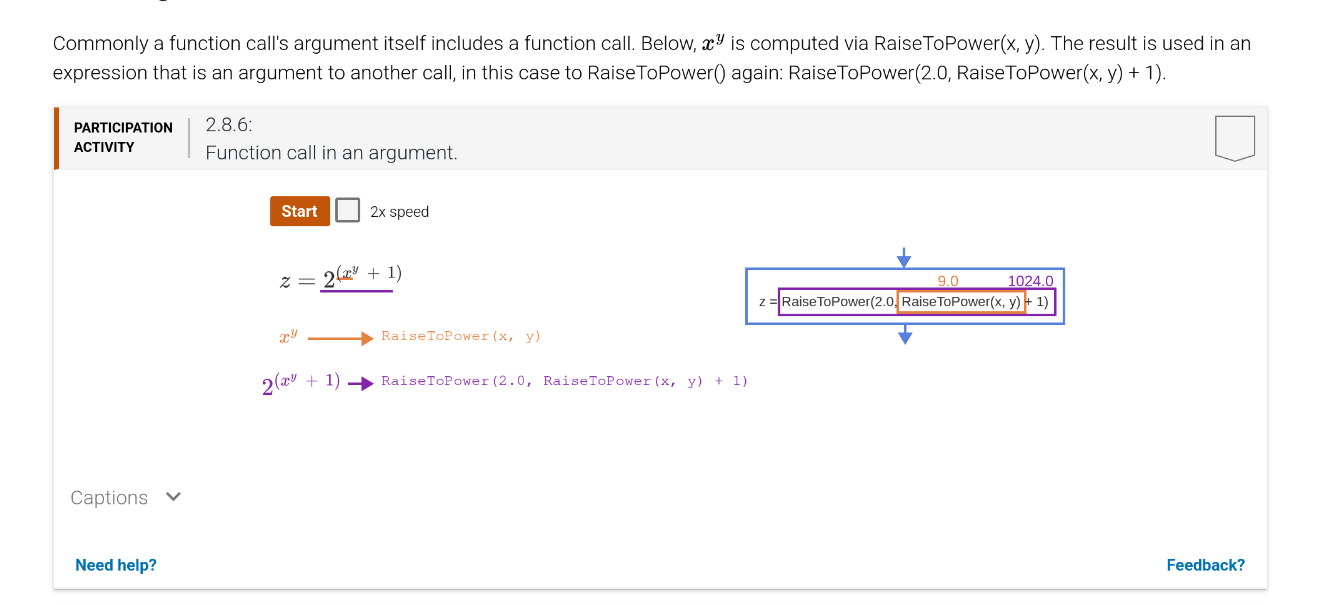 Commonly a function call's argument itself includes a function call. Below, x^y is computed via RaiseToPower(x, y). The result is used in an
expression that is an argument to another call, in this case to RaiseToPower() again: RaiseToPower(2.0, RaiseToPower(x, y) + 1).
PARTICIPATION
ACTIVITY
2.8.6:
Function call in an argument.
Start
2x speed
z = 2^(x^y + 1)
x^y
RaiseToPower(x, y)
2^(x^y + 1)
RaiseToPower(2.0, RaiseToPower(x, y) + 1)
9.0 1024.0
z = RaiseToPower(2.0, RaiseToPower(x, y) + 1)
Captions
Need help?
Feedback?